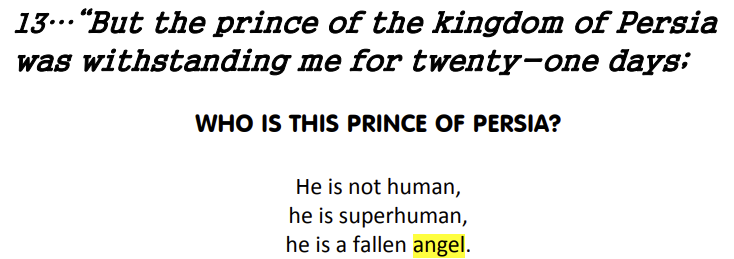 13…“But the prince of the kingdom of Persia
was withstanding me for twenty–one days;
WHO IS THIS PRINCE OF PERSIA?
He is not human,
he is superhuman,
he is a fallen angel.